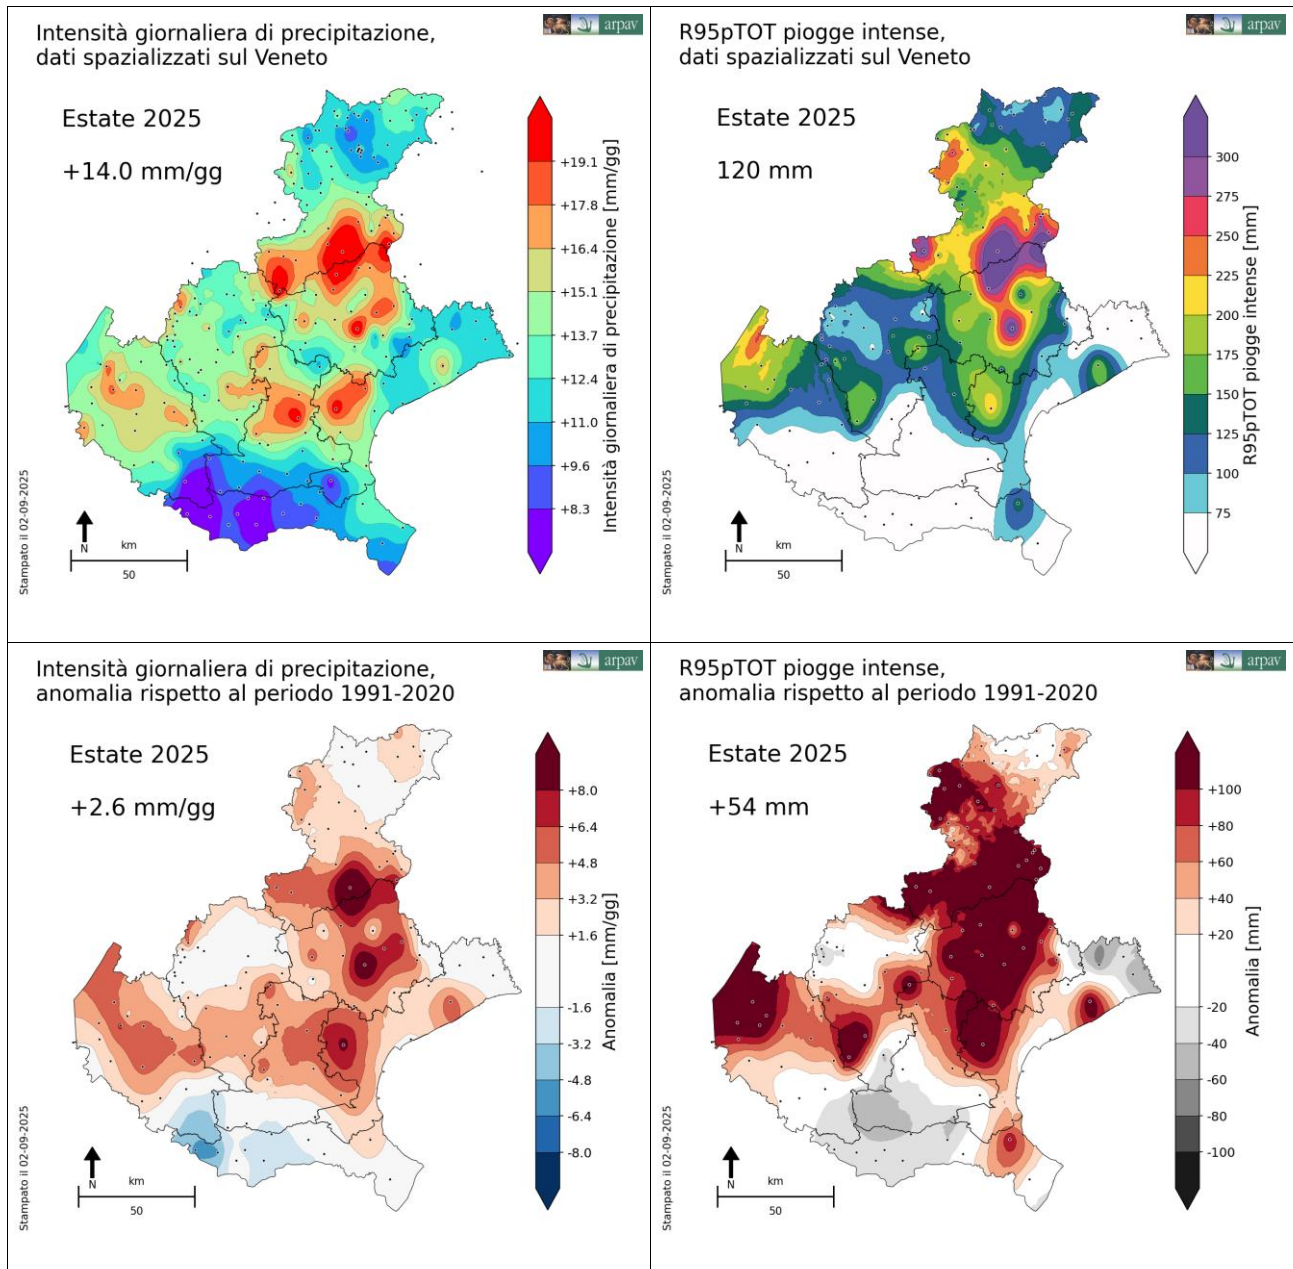 Intensità giornaliera di precipitazione,
dati spazializzati sul Veneto
arpav
Estate 2025
+14.0 mm/gg
+19.1
+17.8
+16.4
+15.1
+13.7
+12.4
+11.0
+9.6
+8.3
Intensità giornaliera di precipitazione [mm/gg]
Stampato il 02-09-2025
N
km
50
R95pTOT piogge intense,
dati spazializzati sul Veneto
arpav
Estate 2025
120 mm
300
275
250
225
200
175
150
125
100
75
R95pTOT piogge intense [mm]
Stampato il 02-09-2025
N
km
50
Intensità giornaliera di precipitazione,
anomalia rispetto al periodo 1991-2020
arpav
Estate 2025
+2.6 mm/gg
+8.0
+6.4
+4.8
+3.2
+1.6
-1.6
-3.2
-4.8
-6.4
-8.0
Anomalia [mm/gg]
Stampato il 02-09-2025
N
km
50
R95pTOT piogge intense,
anomalia rispetto al periodo 1991-2020
arpav
Estate 2025
+54 mm
+100
+80
+60
+40
+20
-20
-40
-60
-80
-100
Anomalia [mm]
Stampato il 02-09-2025
N
km
50